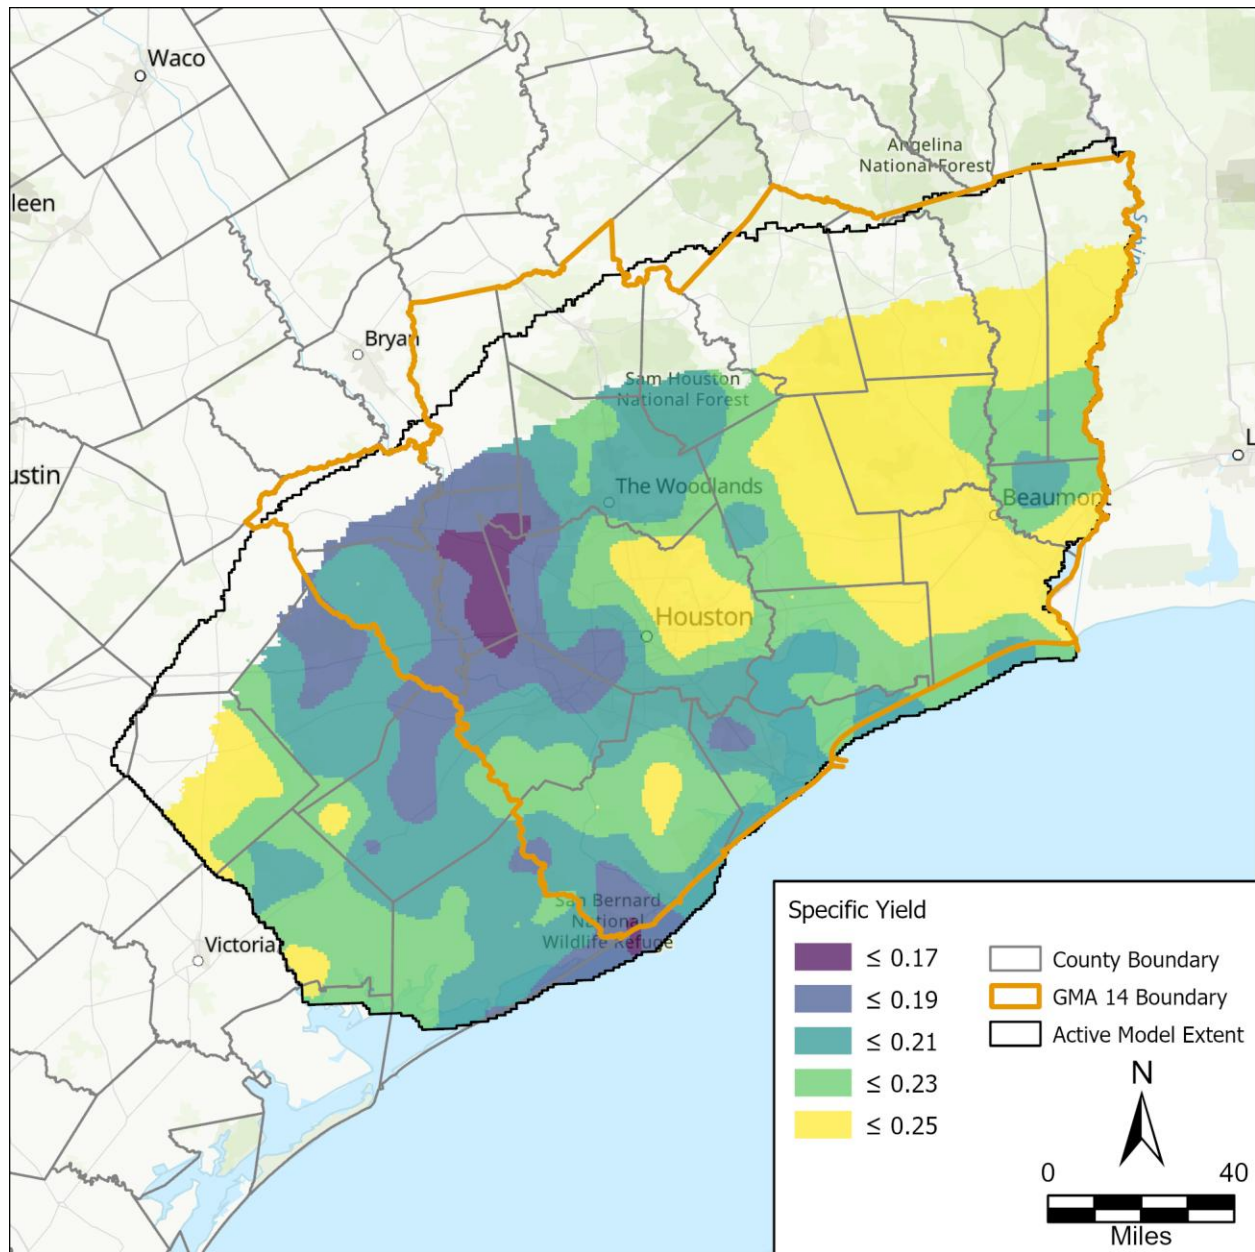 Waco
Angelina
National Forest
leen
Bryan
Sam Houston
National Forest
ustin
L
The Woodlands
Beaumon
Houston
San Bernard
National
Wildlife Refuge
Victoria
Specific Yield
≤ 0.17
≤ 0.19
≤ 0.21
≤ 0.23
≤ 0.25
County Boundary
GMA 14 Boundary
Active Model Extent
N
0 40
Miles